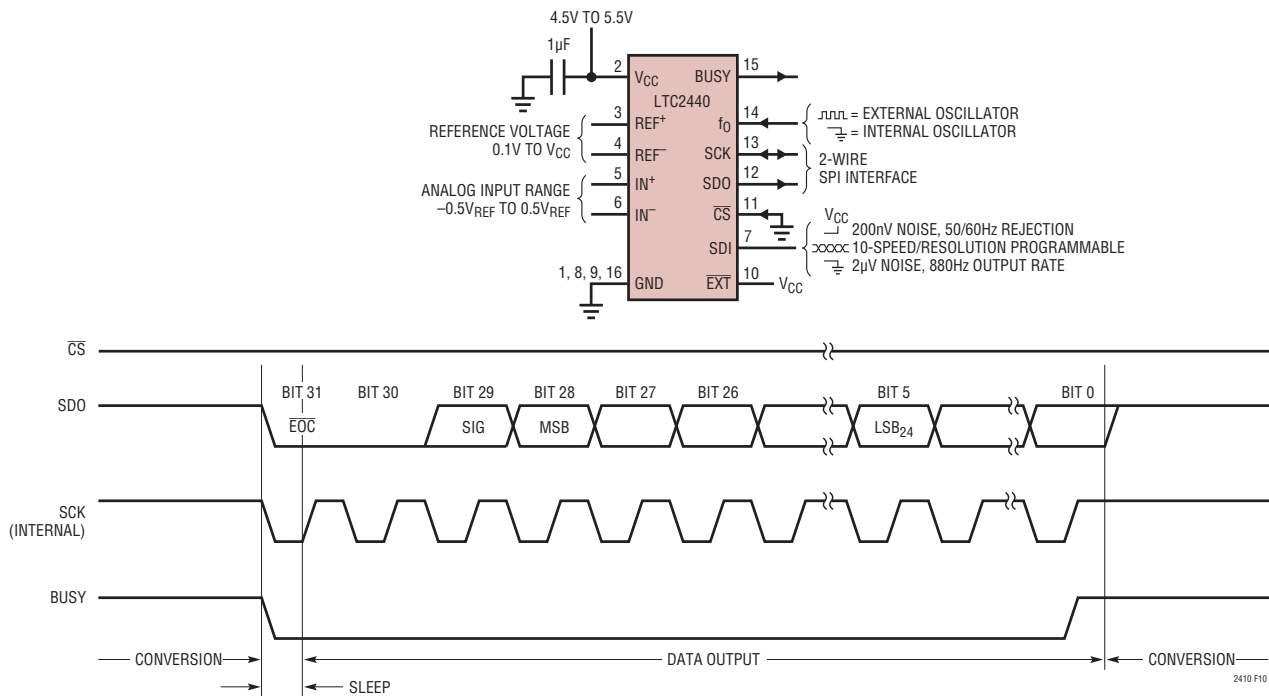 4.5V TO 5.5V
1µF
2
VCC
BUSY
15
LTC2440
REFERENCE VOLTAGE
0.1V TO VCC
3
REF+
4
REF−
fO
14
= EXTERNAL OSCILLATOR
= INTERNAL OSCILLATOR
SCK
13
SDO
12
2-WIRE
SPI INTERFACE
ANALOG INPUT RANGE
–0.5VREF TO 0.5VREF
5
IN+
6
IN−
CS
11
SDI
7
VCC
200nV NOISE, 50/60Hz REJECTION
10-SPEED/RESOLUTION PROGRAMMABLE
2µV NOISE, 880Hz OUTPUT RATE
1, 8, 9, 16
GND
EXT
10
VCC
CS
SDO
BIT 31
BIT 30
BIT 29
BIT 28
BIT 27
BIT 26
BIT 5
BIT 0
EOC
SIG
MSB
LSB24
SCK
(INTERNAL)
BUSY
CONVERSION
DATA OUTPUT
CONVERSION
SLEEP
2410 F10